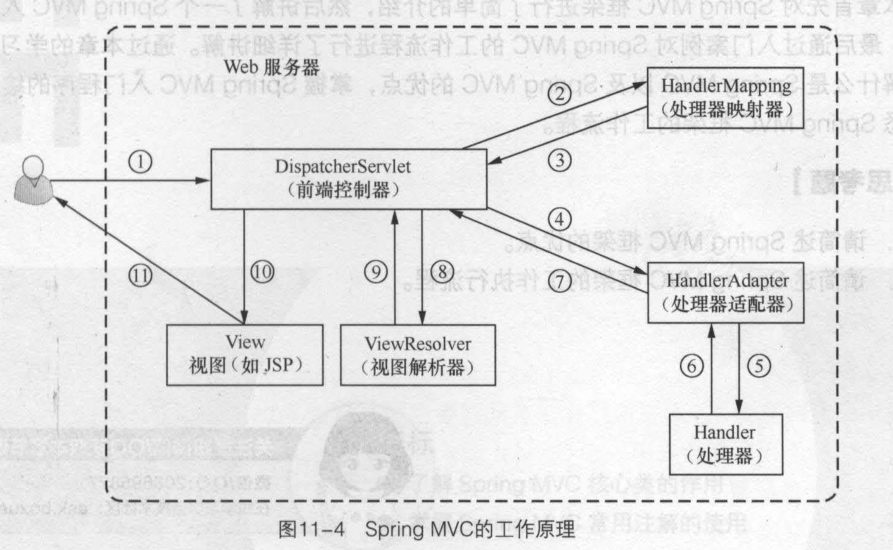 Web 服务器
②
HandlerMapping
（处理器映射器）
①
DispatcherServlet
（前端控制器）
③
④
⑪
⑩
⑨
⑧
⑦
HandlerAdapter
（处理器适配器）
View
视图（如 JSP）
ViewResolver
（视图解析器）
⑥
⑤
Handler
（处理器）
图11-4 Spring MVC的工作原理